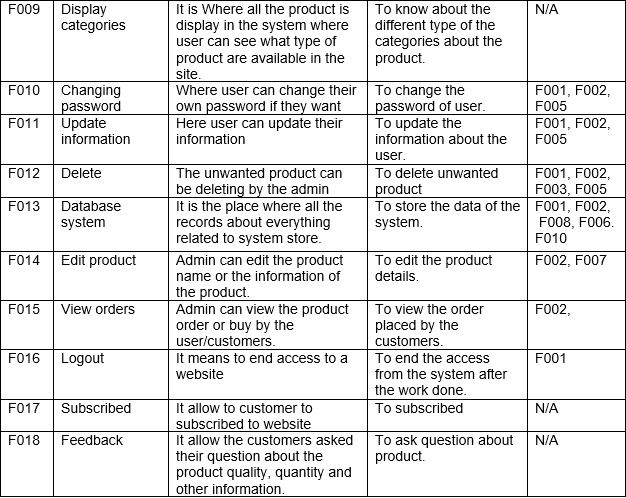 F009 Display It is Where all the product is To know about the N/A
categories display in the system where different type of the
user can see what type of categories about the
product are available in the product.
site.
F010 Changing Where user can change their To change the F001, F002,
password own password if they want password of user. F005
F011 Update Here user can update their To update the F001, F002,
information information information about the F005
user.
F012 Delete The unwanted product can To delete unwanted F001, F002,
be deleting by the admin product F003, F005
F013 Database It is the place where all the To store the data of the F001, F002,
system records about everything system. F008, F006.
related to system store. F010
F014 Edit product Admin can edit the product To edit the product F002, F007
name or the information of details.
the product.
F015 View orders Admin can view the product To view the order F002,
order or buy by the placed by the
user/customers. customers.
F016 Logout It means to end access to a To end the access F001
website from the system after
the work done.
F017 Subscribed It allow to customer to To subscribed N/A
subscribed to website
F018 Feedback It allow the customers asked To ask question about N/A
their question about the product.
product quality, quantity and
other information.